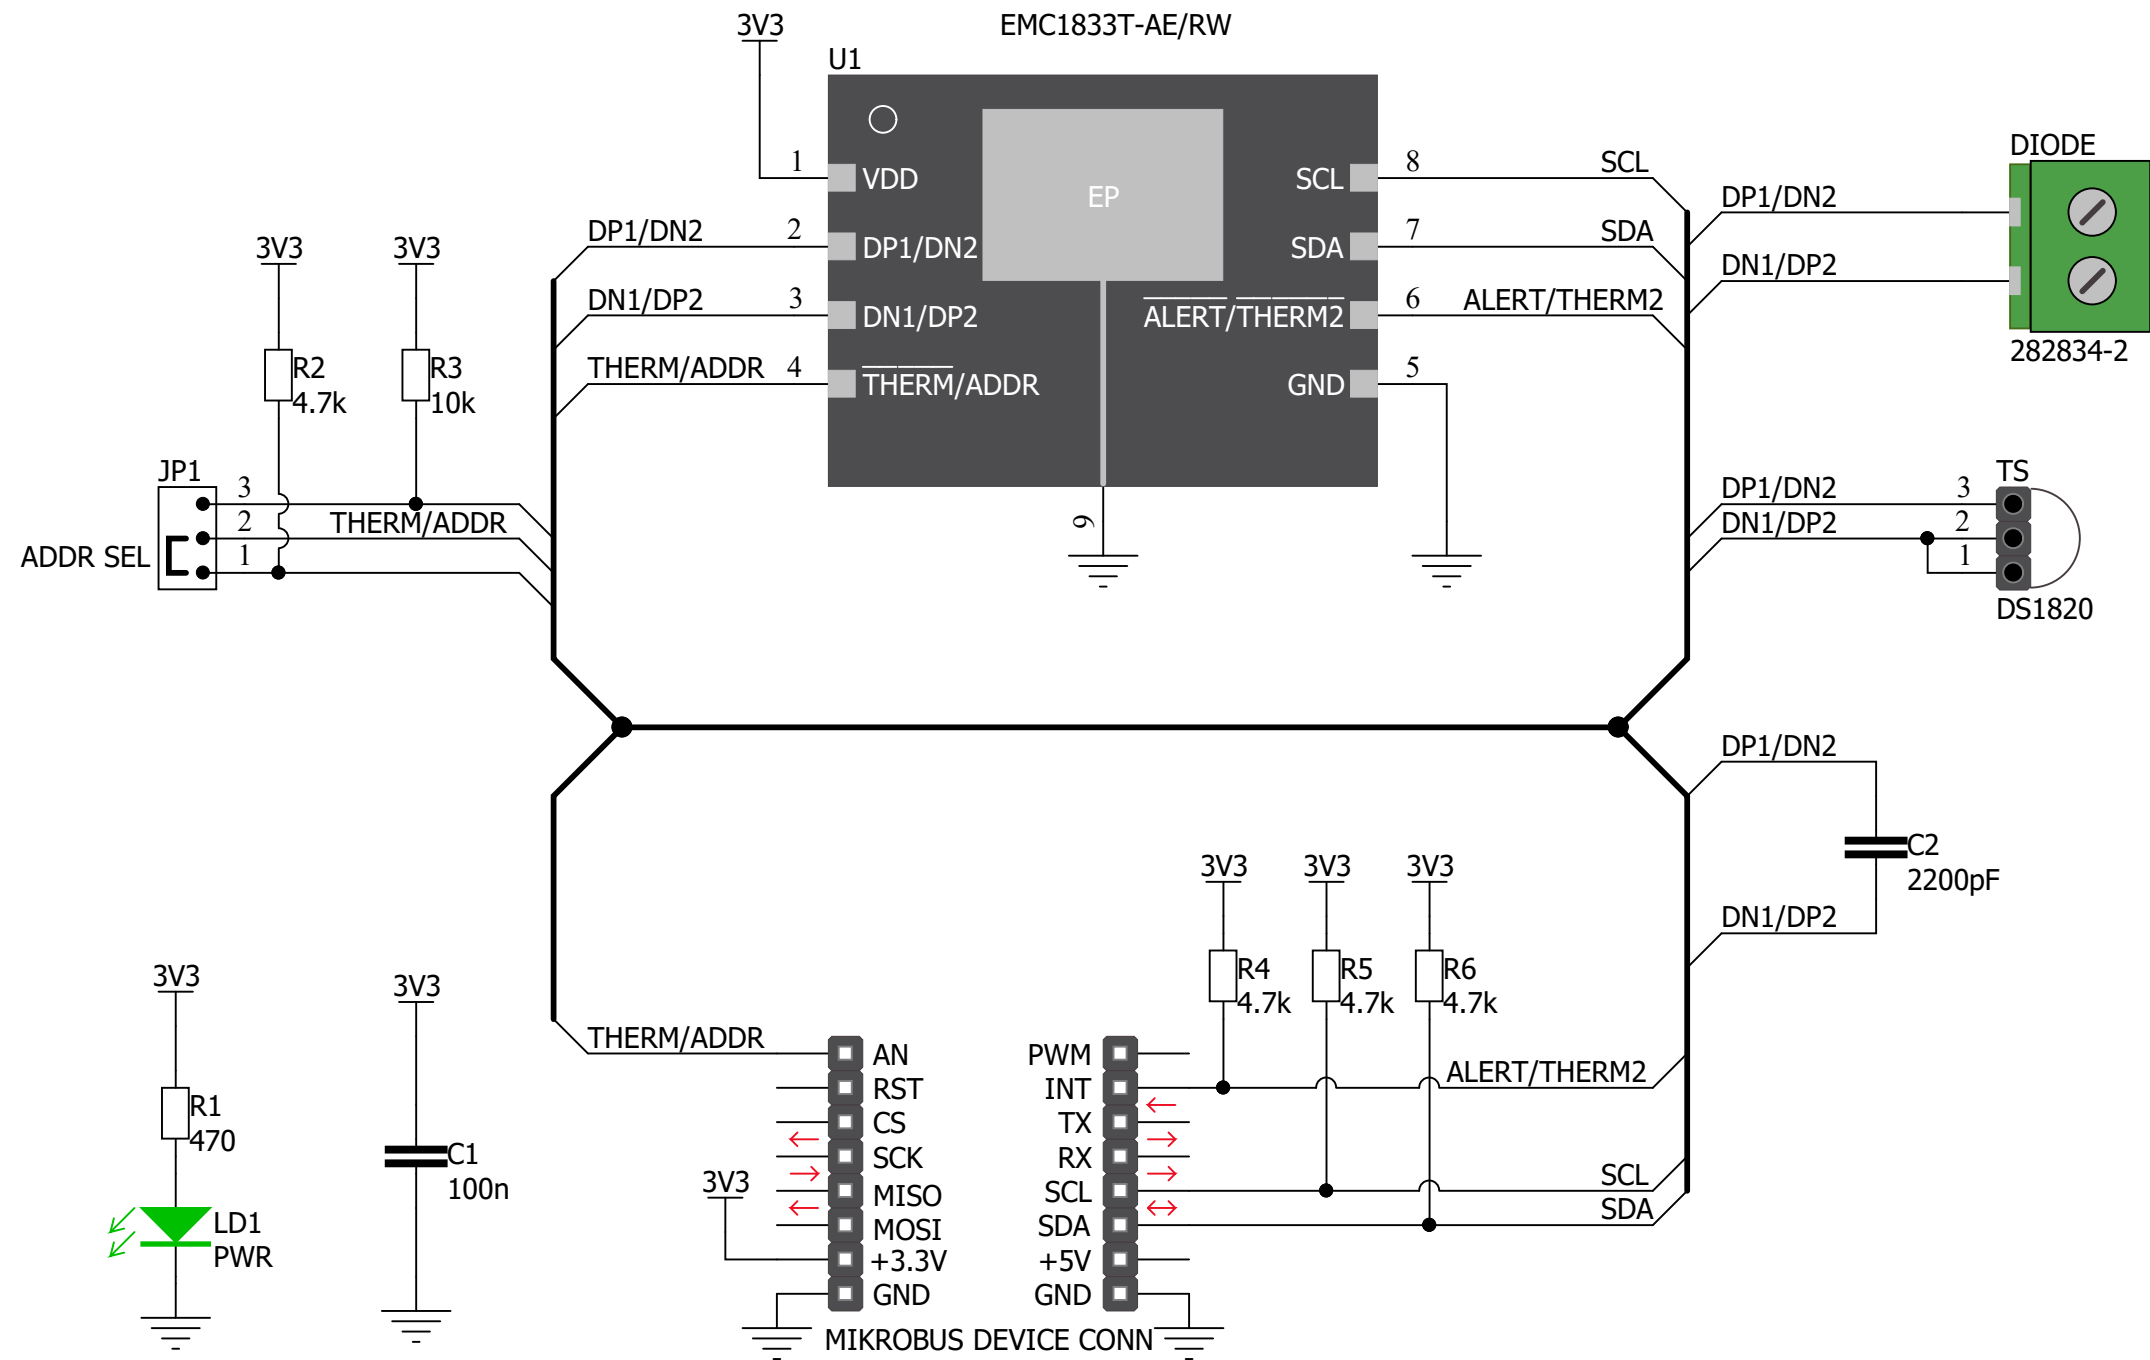 EMC1833T-AE/RW
3V3
U1
1
VDD
2
DP1/DN2
DP1/DN2
3
DN1/DP2
DN1/DP2
4
THERM/ADDR
THERM/ADDR
EP
9
8
SCL
SCL
7
SDA
SDA
6
ALERT/THERM2
ALERT/THERM2
5
GND
DIODE
DP1/DN2
DN1/DP2
282834-2
3V3
3V3
R2
4.7k
R3
10k
JP1
3
2
THERM/ADDR
1
ADDR SEL
TS
DP1/DN2
3
DN1/DP2
2
1
DS1820
DP1/DN2
C2
2200pF
DN1/DP2
3V3
R1
470
LD1
PWR
3V3
C1
100n
3V3
3V3
3V3
R4
4.7k
R5
4.7k
R6
4.7k
THERM/ADDR
AN
RST
CS
SCK
MISO
MOSI
3V3
+3.3V
GND
PWM
INT
ALERT/THERM2
TX
RX
SCL
SCL
SDA
SDA
+5V
GND
MIKROBUS DEVICE CONN